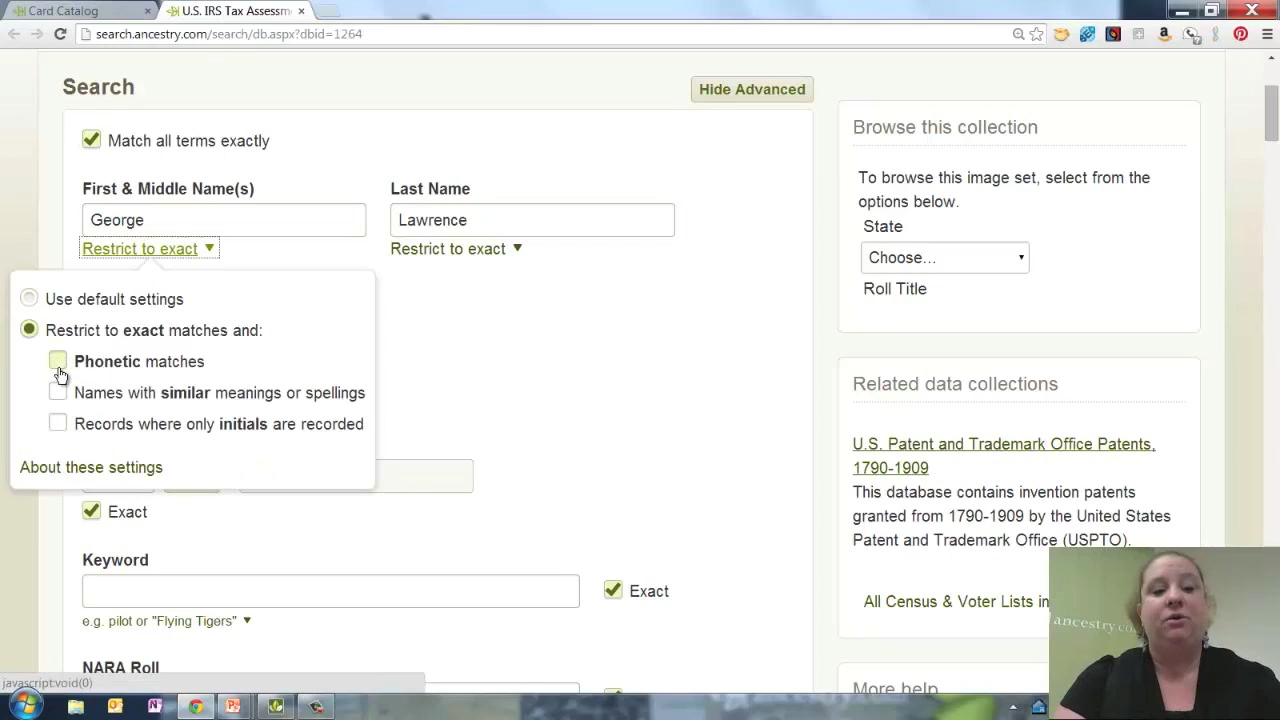 Card Catalog
U.S. IRS Tax Assessm
search.ancestry.com/search/db.aspx?dbid=1264
Search
Hide Advanced
Match all terms exactly
First & Middle Name(s)
Last Name
George
Lawrence
Restrict to exact
Restrict to exact
Use default settings
Restrict to exact matches and:
Phonetic matches
Names with similar meanings or spellings
Records where only initials are recorded
About these settings
Exact
Keyword
Exact
e.g. pilot or "Flying Tigers"
NARA Roll
javascript:void(0)
Browse this collection
To browse this image set, select from the
options below.
State
Choose...
Roll Title
Related data collections
U.S. Patent and Trademark Office Patents,
1790-1909
This database contains invention patents
granted from 1790-1909 by the United States
Patent and Trademark Office (USPTO).
All Census & Voter Lists in
ancestry.co
More help